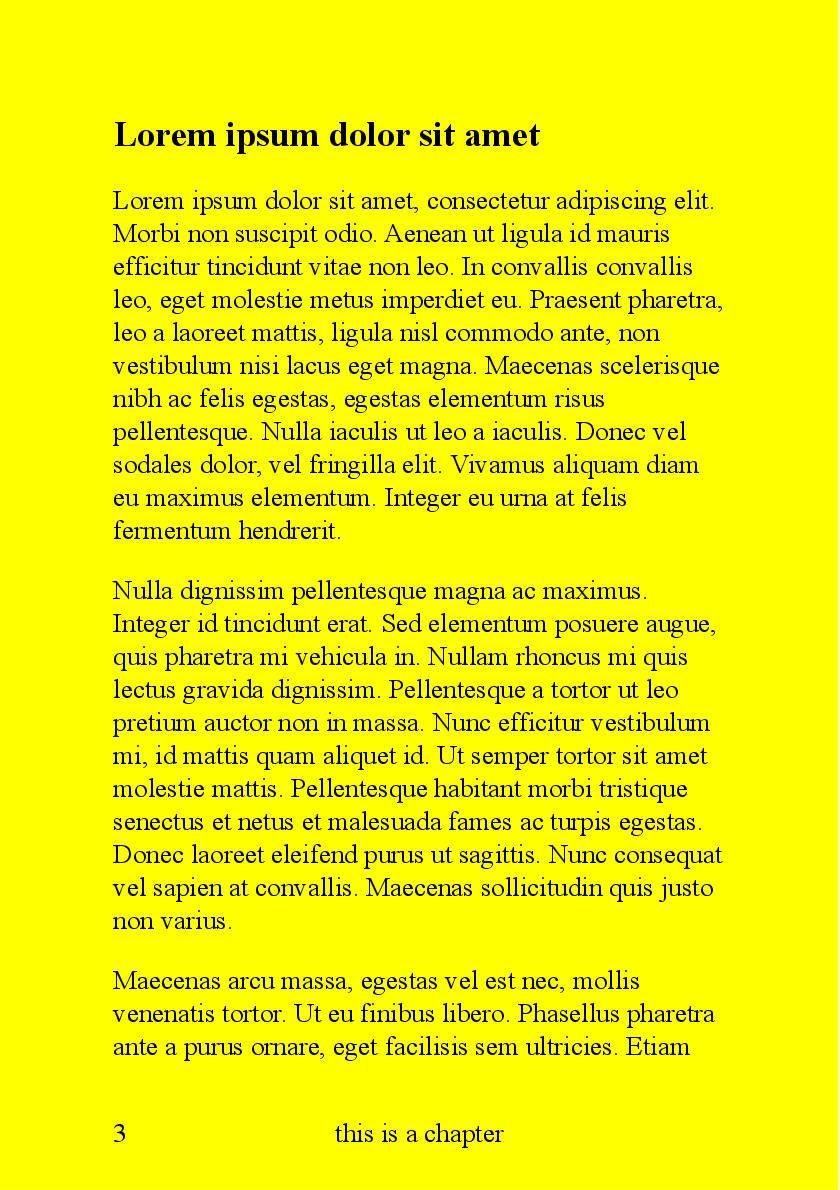 Lorem ipsum dolor sit amet
Lorem ipsum dolor sit amet, consectetur adipiscing elit.
Morbi non suscipit odio. Aenean ut ligula id mauris
efficitur tincidunt vitae non leo. In convallis convallis
leo, eget molestie metus imperdiet eu. Praesent pharetra,
leo a laoreet mattis, ligula nisl commodo ante, non
vestibulum nisi lacus eget magna. Maecenas scelerisque
nibh ac felis egestas, egestas elementum risus
pellentesque. Nulla iaculis ut leo a iaculis. Donec vel
sodales dolor, vel fringilla elit. Vivamus aliquam diam
eu maximus elementum. Integer eu urna at felis
fermentum hendrerit.
Nulla dignissim pellentesque magna ac maximus.
Integer id tincidunt erat. Sed elementum posuere augue,
quis pharetra mi vehicula in. Nullam rhoncus mi quis
lectus gravida dignissim. Pellentesque a tortor ut leo
pretium auctor non in massa. Nunc efficitur vestibulum
mi, id mattis quam aliquet id. Ut semper tortor sit amet
molestie mattis. Pellentesque habitant morbi tristique
senectus et netus et malesuada fames ac turpis egestas.
Donec laoreet eleifend purus ut sagittis. Nunc consequat
vel sapien at convallis. Maecenas sollicitudin quis justo
non varius.
Maecenas arcu massa, egestas vel est nec, mollis
venenatis tortor. Ut eu finibus libero. Phasellus pharetra
ante a purus ornare, eget facilisis sem ultricies. Etiam
3 this is a chapter